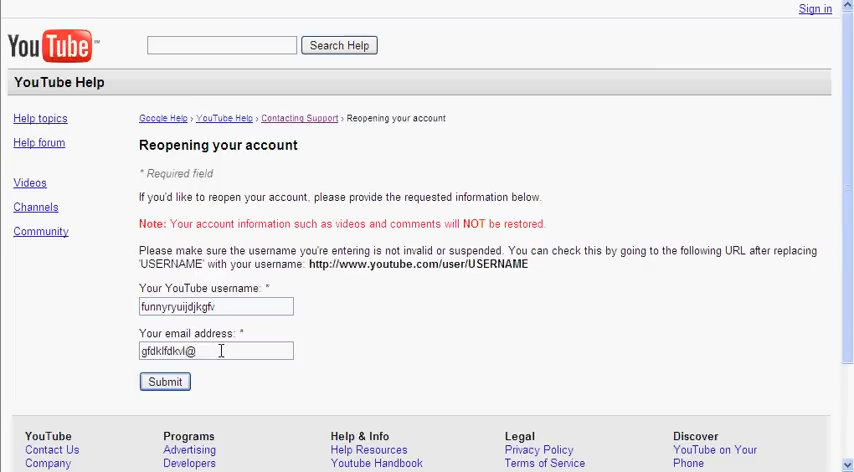 Sign in
YouTube™
Search Help
YouTube Help
Help topics
Help forum
Videos
Channels
Community
Google Help › YouTube Help › Contacting Support › Reopening your account
Reopening your account
* Required field
If you'd like to reopen your account, please provide the requested information below.
Note: Your account information such as videos and comments will NOT be restored.
Please make sure the username you're entering is not invalid or suspended. You can check this by going to the following URL after replacing
'USERNAME' with your username: http://www.youtube.com/user/USERNAME
Your YouTube username: *
funnyryuijdjkgfv
Your email address: *
gfdklfdkvl@
Submit
YouTube
Contact Us
Company
Programs
Advertising
Developers
Help & Info
Help Resources
Youtube Handbook
Legal
Privacy Policy
Terms of Service
Discover
YouTube on Your
Phone